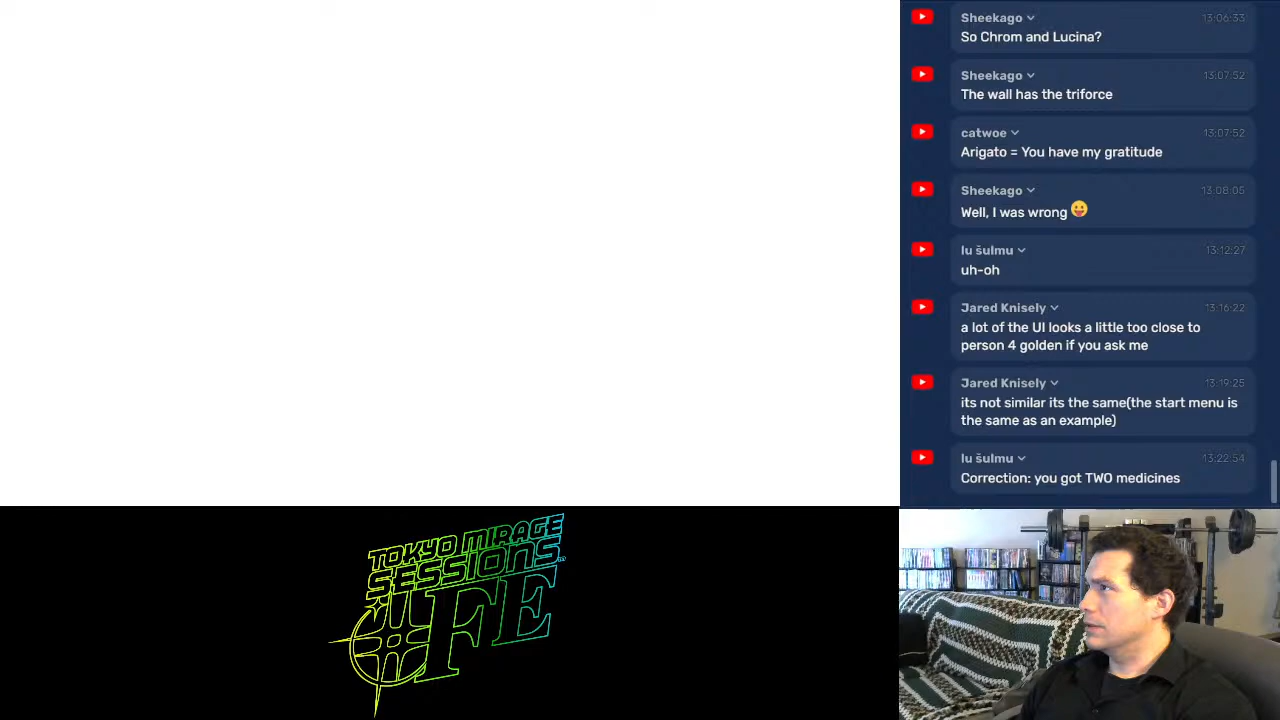 Sheekago
13:06:33
So Chrom and Lucina?
Sheekago
13:07:52
The wall has the triforce
catwoe
13:07:52
Arigato = You have my gratitude
Sheekago
13:08:05
Well, I was wrong 😛
lu šulmu
13:12:27
uh-oh
Jared Knisely
13:16:22
a lot of the UI looks a little too close to
person 4 golden if you ask me
Jared Knisely
13:19:25
its not similar its the same(the start menu is
the same as an example)
lu šulmu
13:22:54
Correction: you got TWO medicines
TOKYO MIRAGE
SESSIONS
#FE